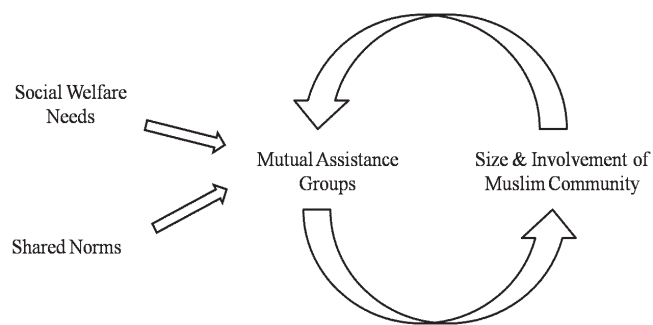 Social Welfare
Needs
Mutual Assistance
Groups
Size & Involvement of
Muslim Community
Shared Norms